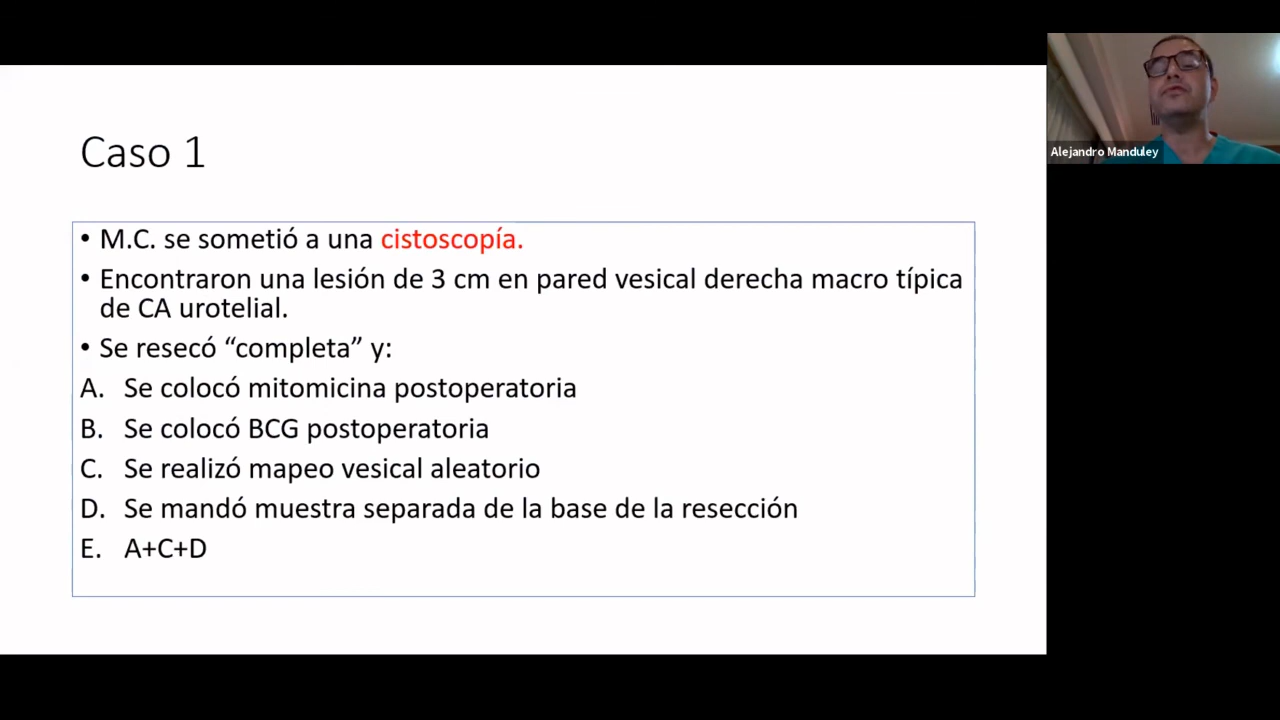 Caso 1
• M.C. se sometió a una cistoscopía.
• Encontraron una lesión de 3 cm en pared vesical derecha macro típica
de CA urotelial.
• Se resecó “completa” y:
A. Se colocó mitomicina postoperatoria
B. Se colocó BCG postoperatoria
C. Se realizó mapeo vesical aleatorio
D. Se mandó muestra separada de la base de la resección
E. A+C+D
Alejandro Manduley